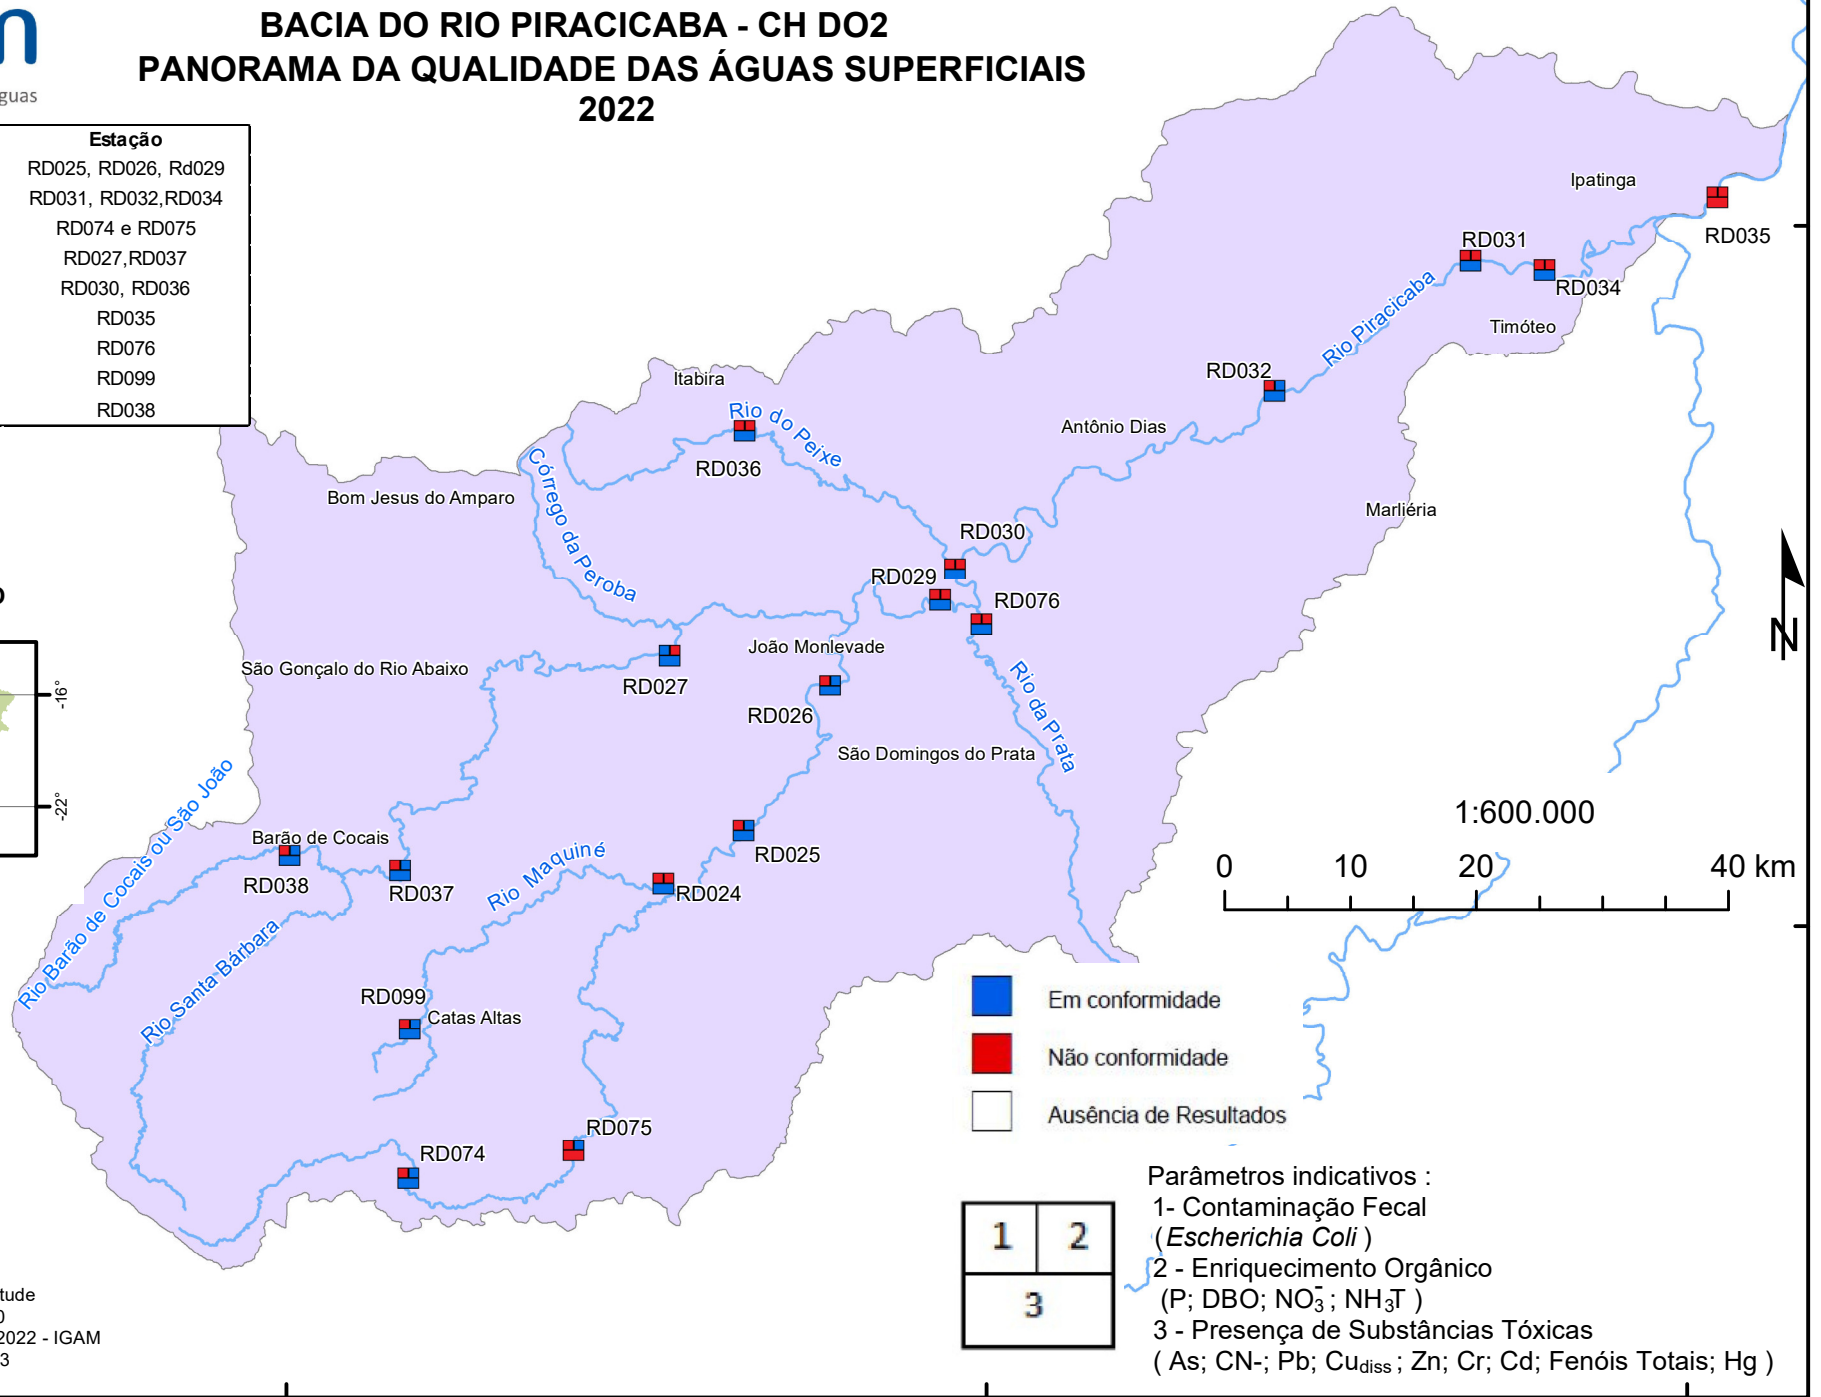 BACIA DO RIO PIRACICABA - CH DO2
PANORAMA DA QUALIDADE DAS ÁGUAS SUPERFICIAIS
2022
guas
Estação
RD025, RD026, Rd029
RD031, RD032,RD034
RD074 e RD075
RD027,RD037
RD030, RD036
RD035
RD076
RD099
RD038
Ipatinga
RD035
RD031
RD034
Timóteo
Rio Piracicaba
RD032
Itabira
Rio do Peixe
RD036
Antônio Dias
Córrego da Peroba
Bom Jesus do Amparo
Marliéria
RD030
RD029
RD076
N
João Monlevade
São Gonçalo do Rio Abaixo
RD027
RD026
Rio da Prata
São Domingos do Prata
-16°
-22°
Rio Barão de Cocais ou São João
Barão de Cocais
RD038
RD037
Rio Maquiné
RD025
RD024
Rio Santa Bárbara
RD099
Catas Altas
RD075
RD074
1:600.000
0 10 20 40 km
Em conformidade
Não conformidade
Ausência de Resultados
1 2
3
Parâmetros indicativos :
1- Contaminação Fecal
(Escherichia Coli )
2 - Enriquecimento Orgânico
(P; DBO; NO3- ; NH3T )
3 - Presença de Substâncias Tóxicas
( As; CN-; Pb; Cudiss ; Zn; Cr; Cd; Fenóis Totais; Hg )
tude
0
2022 - IGAM
3